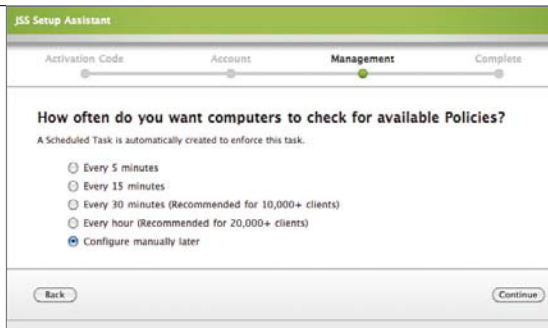 JSS Setup Assistant
Activation Code Account Management Complete
How often do you want computers to check for available Policies?
A Scheduled Task is automatically created to enforce this task.
Every 5 minutes
Every 15 minutes
Every 30 minutes (Recommended for 10,000+ clients)
Every hour (Recommended for 20,000+ clients)
Configure manually later
Back Continue